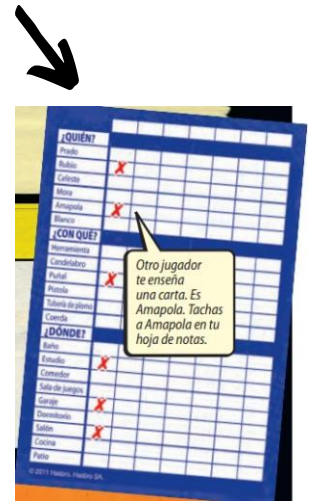 ¿QUIÉN?
Prado
Rubio
Celeste
Mora
Amapola
Blanco
¿CON QUÉ?
Herramienta
Candelabro
Puñal
Pistola
Tubería de plomo
Cuerda
¿DÓNDE?
Baño
Estudio
Comedor
Sala de juegos
Garaje
Dormitorio
Salón
Cocina
Patio
© 2011 Hasbro. Hasbro SA.
X
X
X
X
X
X
Otro jugador
te enseña
una carta. Es
Amapola. Tachas
a Amapola en tu
hoja de notas.